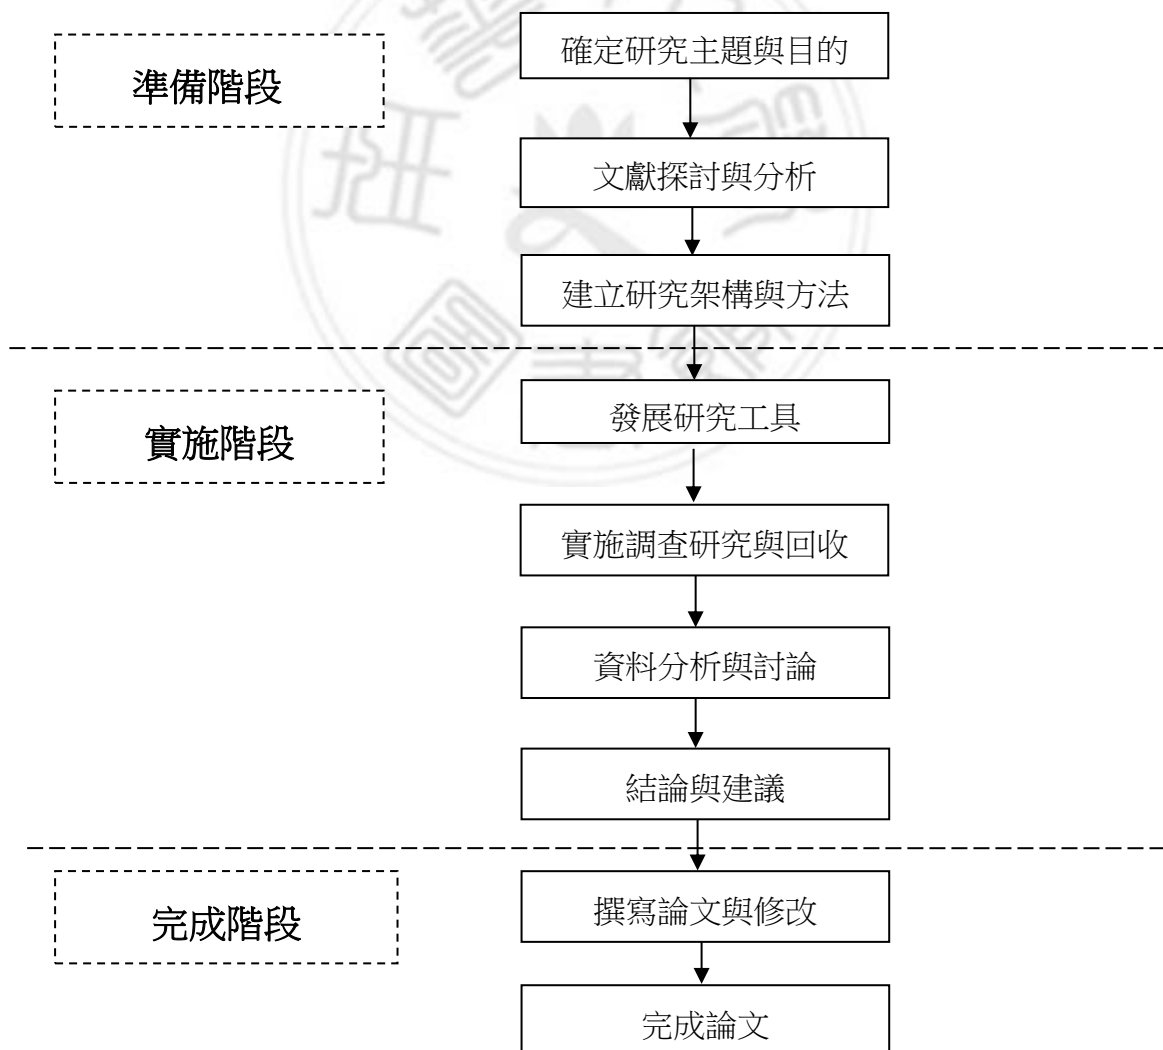 準備階段
確定研究主題與目的
文獻探討與分析
建立研究架構與方法
實施階段
發展研究工具
實施調查研究與回收
資料分析與討論
結論與建議
完成階段
撰寫論文與修改
完成論文